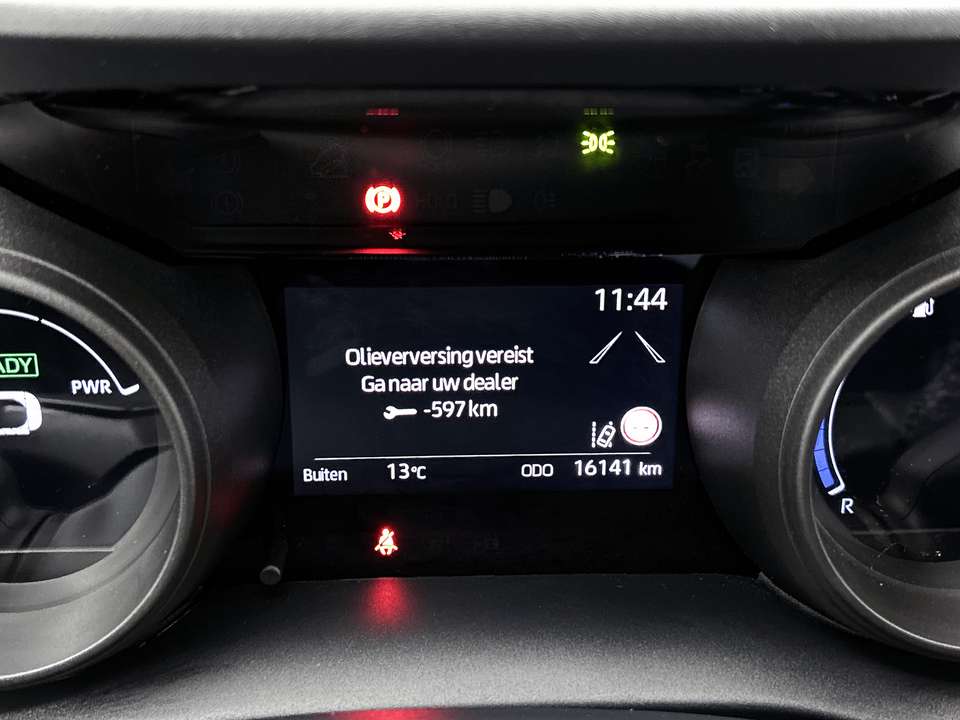 P
11:44
Olieverversing vereist
Ga naar uw dealer
-597 km
Buiten 13°C ODO 16141 km
PWR
R